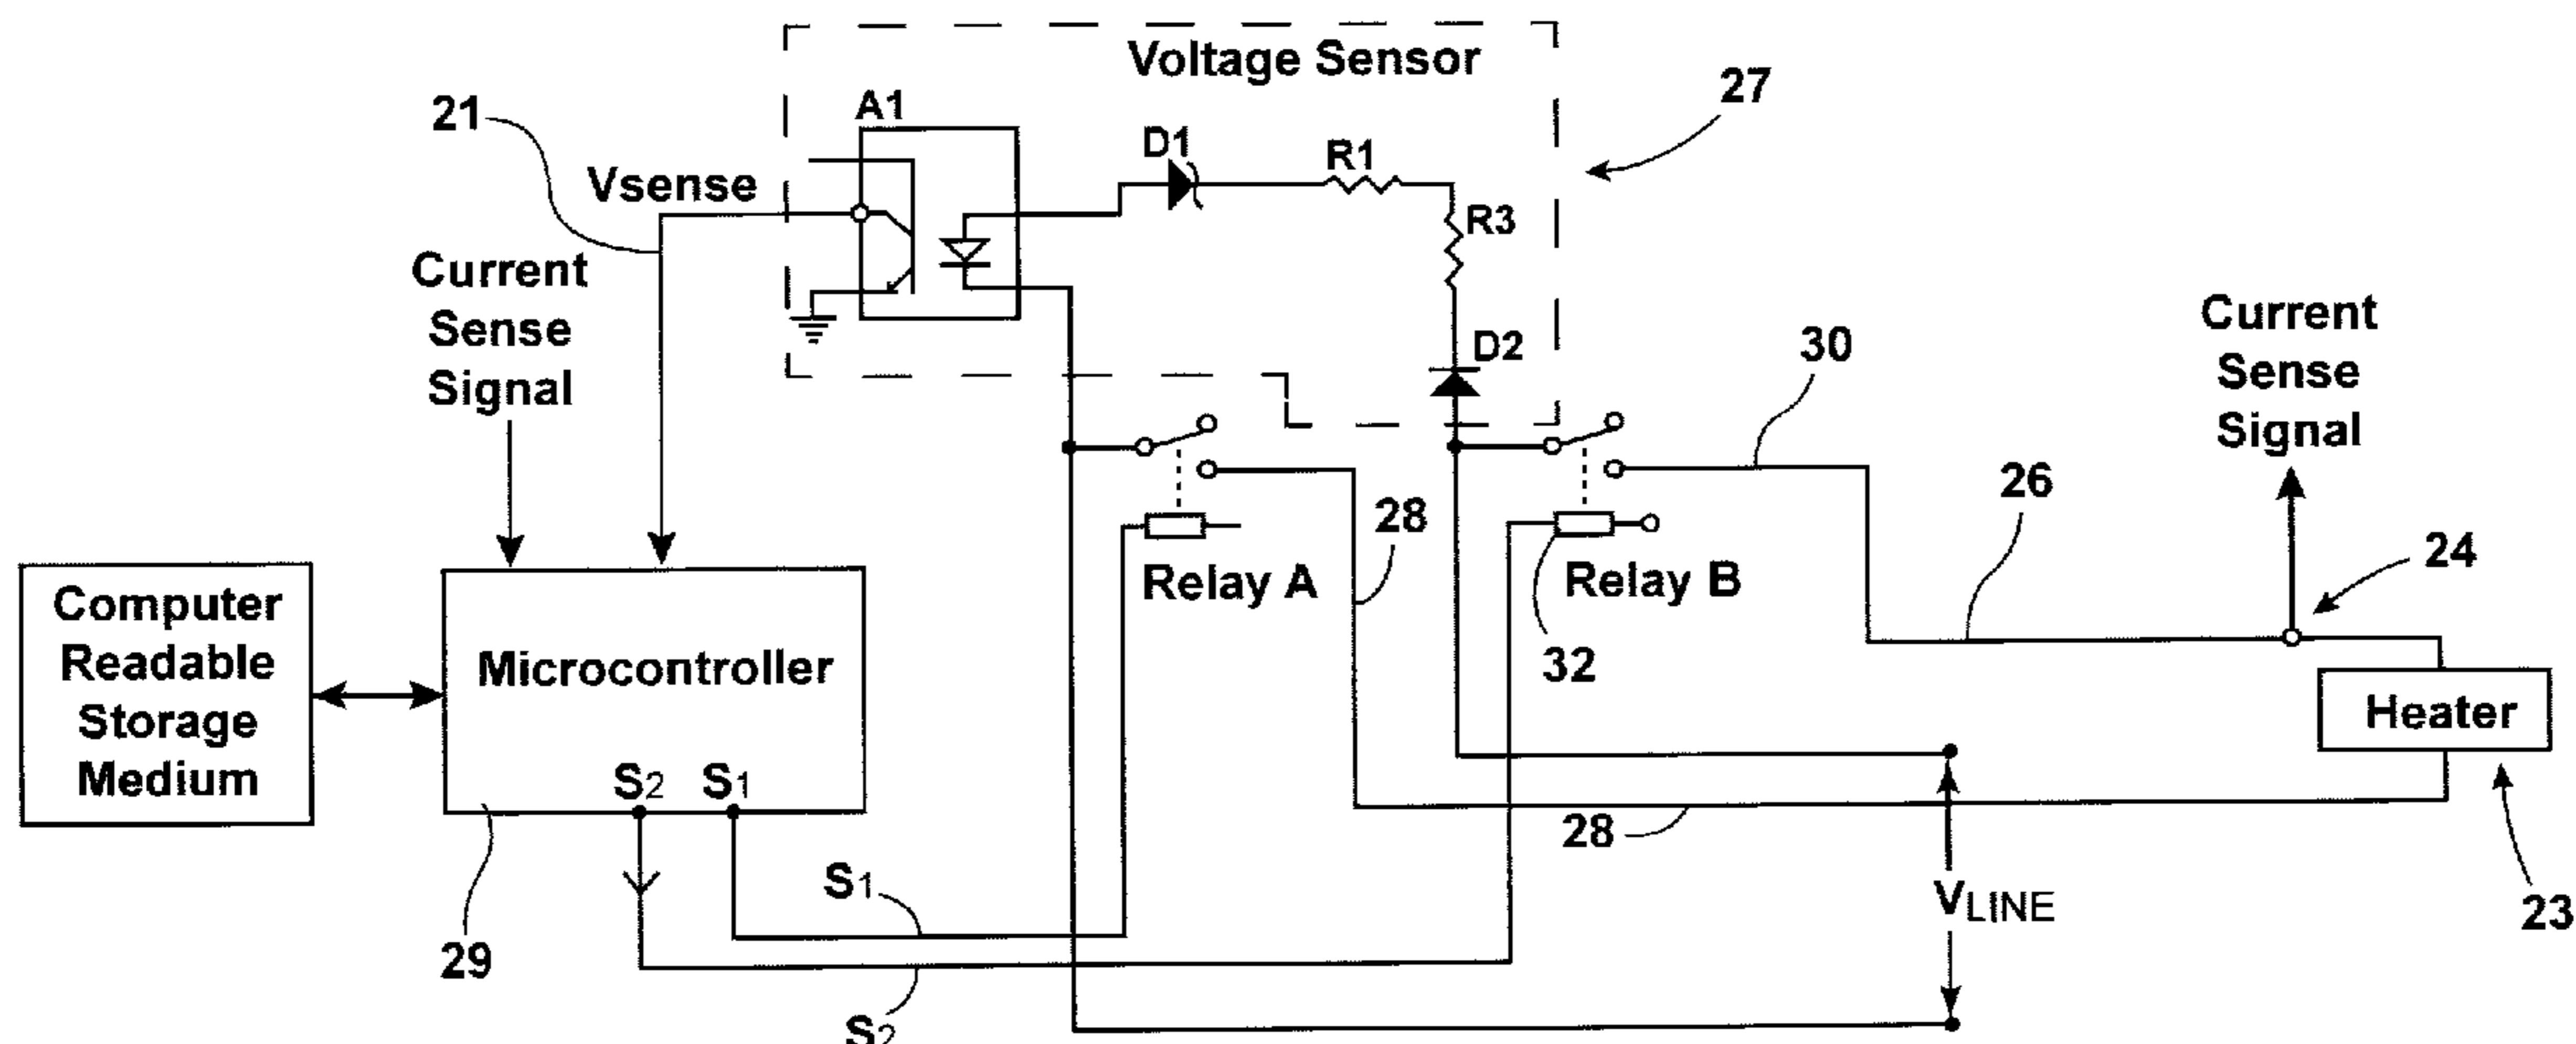 Voltage Sensor
27
21
A1
D1
R1
Vsense
R3
Current
Sense
Signal
D2
30
Current
Sense
Signal
26
28
24
Relay A
Relay B
32
Computer
Readable
Storage
Medium
Microcontroller
Heater
S2
S1
28
S1
VLINE
23
29
S2